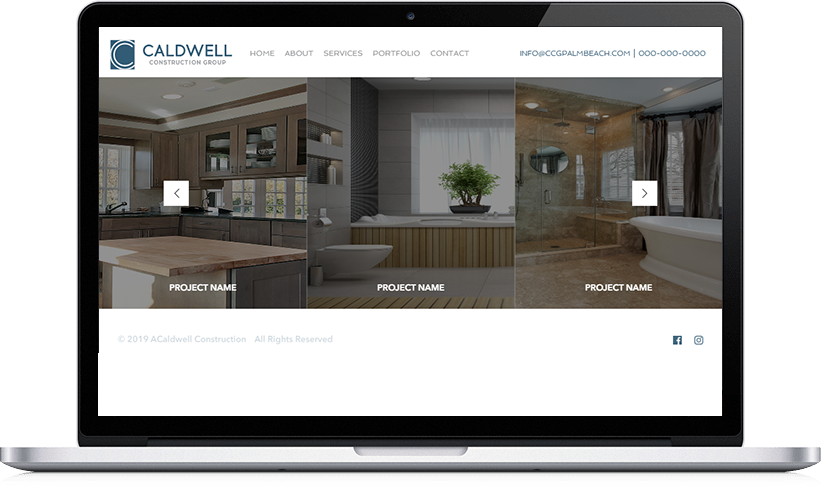 CALDWELL
CONSTRUCTION GROUP
HOME ABOUT SERVICES PORTFOLIO CONTACT
INFO@CCGPALMBEACH.COM | 000-000-0000
PROJECT NAME PROJECT NAME PROJECT NAME
© 2019 ACaldwell Construction All Rights Reserved